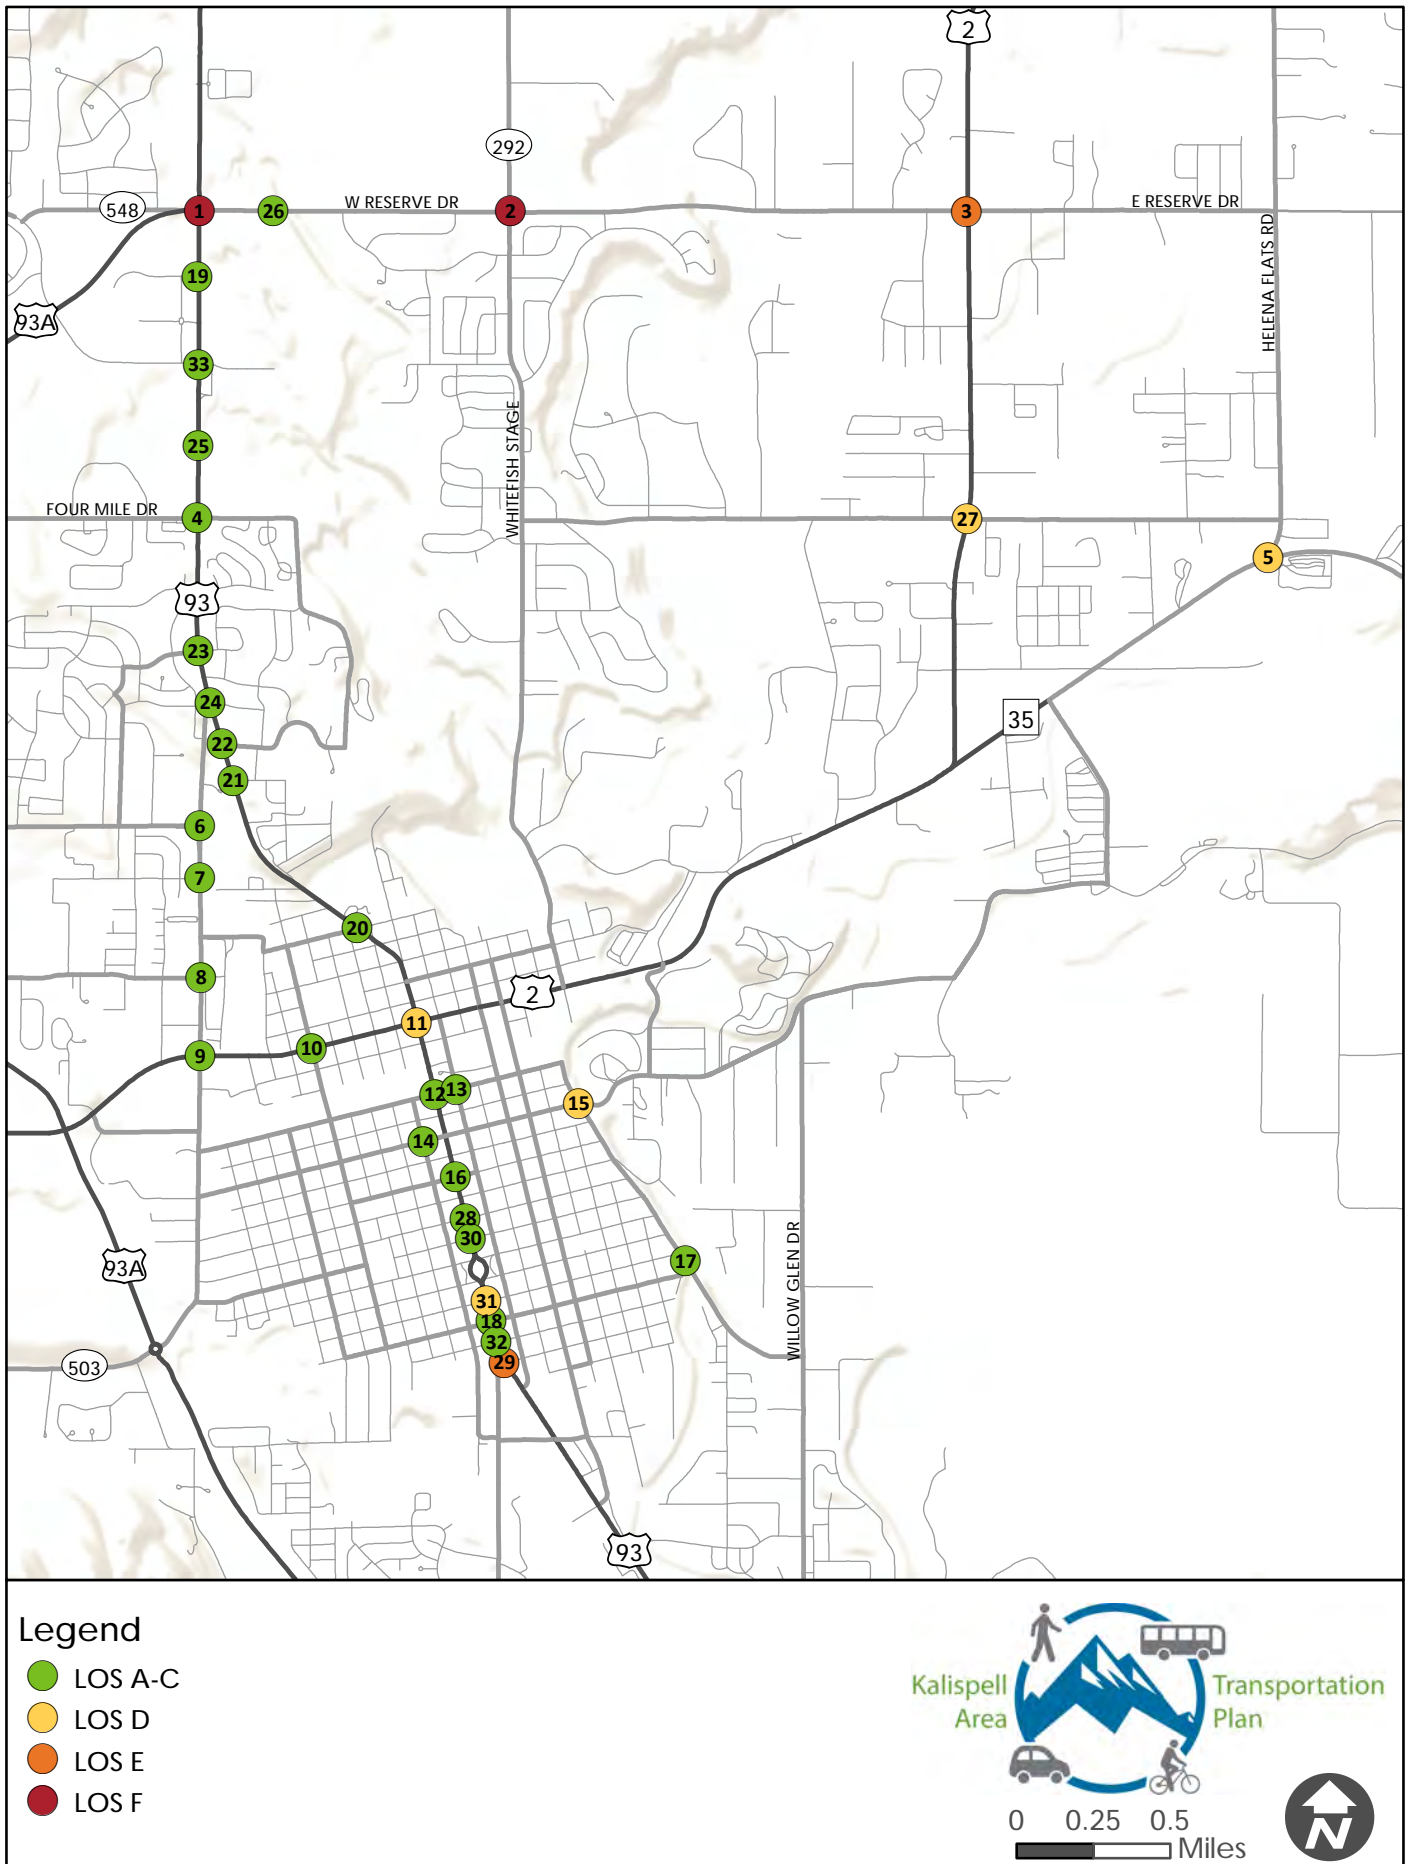 2
292
548
1
26
W RESERVE DR
2
3
E RESERVE DR
19
HELENA FLATS RD
93A
33
WHITEFISH STAGE
25
FOUR MILE DR
4
27
5
93
23
24
35
22
21
6
7
20
8
2
11
10
9
12
13
15
14
16
28
30
17
WILLOW GLEN DR
93A
31
18
32
29
503
93
Legend
LOS A-C
LOS D
LOS E
LOS F
Kalispell
Area
Transportation
Plan
0 0.25 0.5
Miles
N